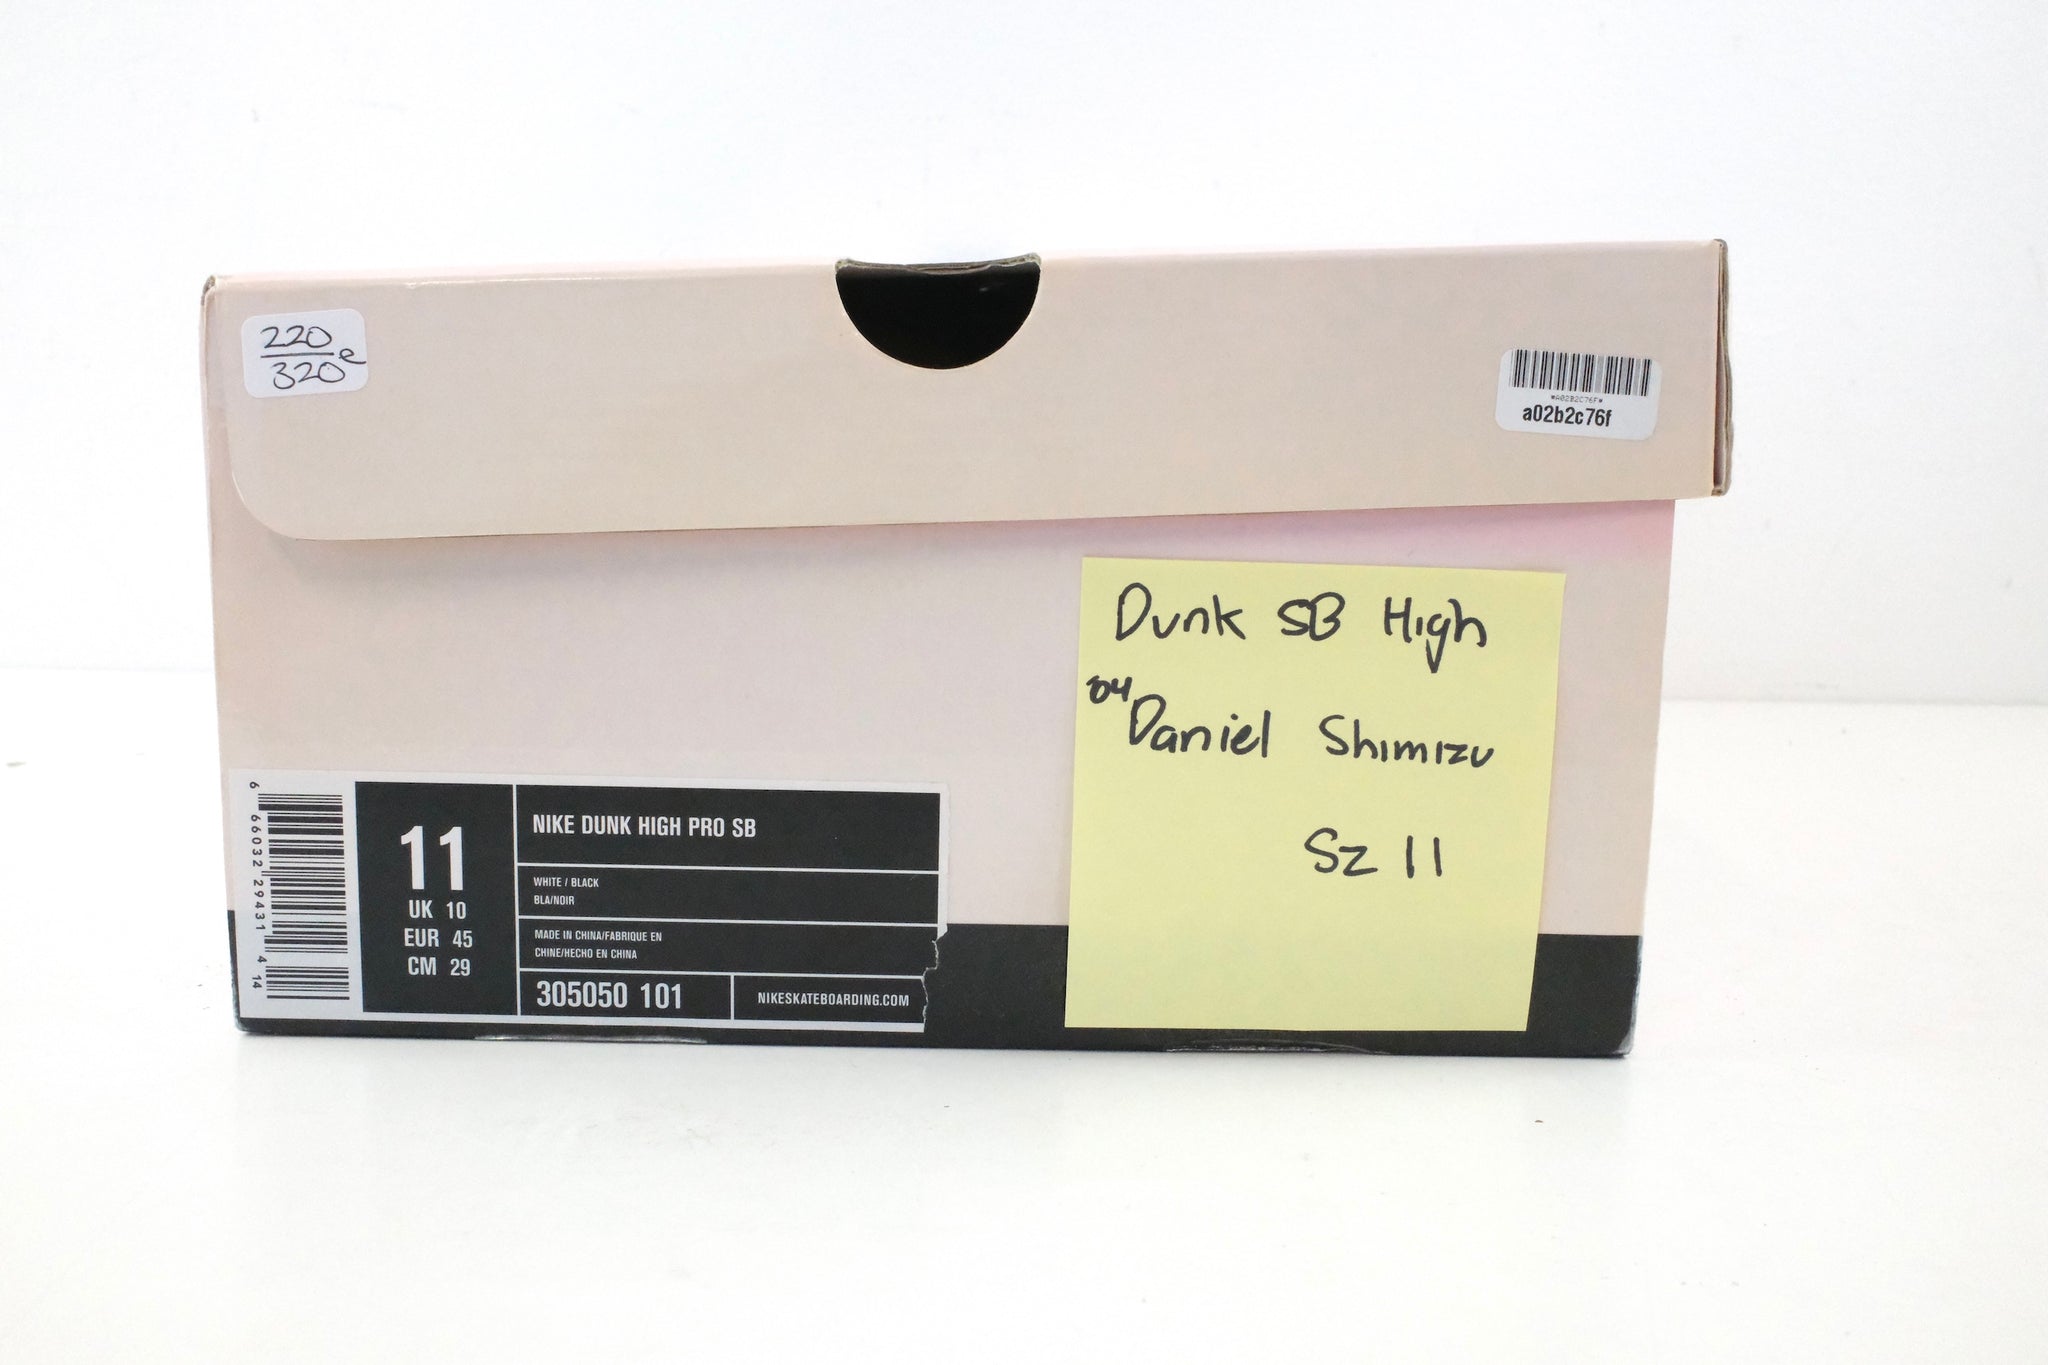 220
320 e
*A02B2C76F*
a02b2c76f
Dunk SB High
'04 Daniel Shimizu
Sz 11
6 66032 29431 4 14
11
UK 10
EUR 45
CM 29
NIKE DUNK HIGH PRO SB
WHITE / BLACK
BLA/NOIR
MADE IN CHINA/FABRIQUE EN
CHINE/HECHO EN CHINA
305050 101
NIKESKATEBOARDING.COM